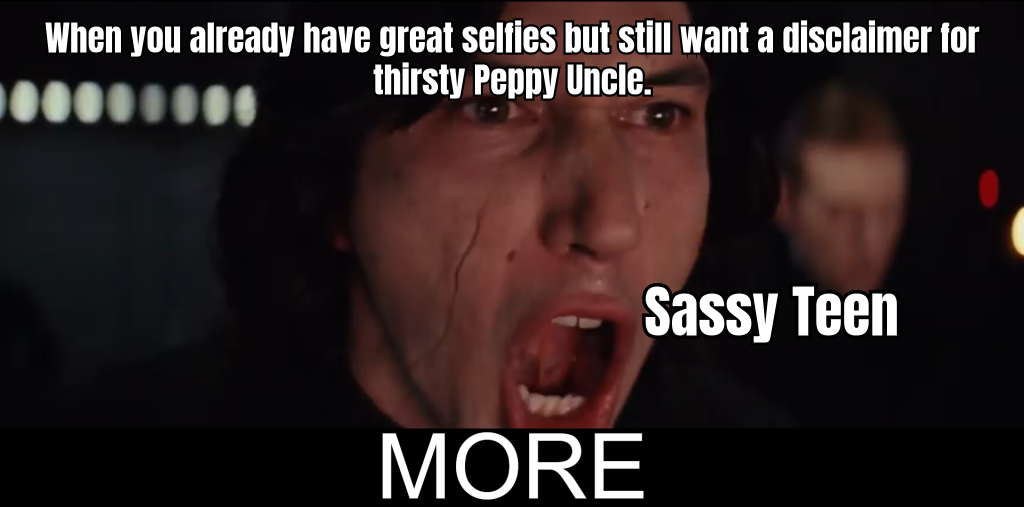 When you already have great selfies but still want a disclaimer for
thirsty Peppy Uncle.
Sassy Teen
MORE